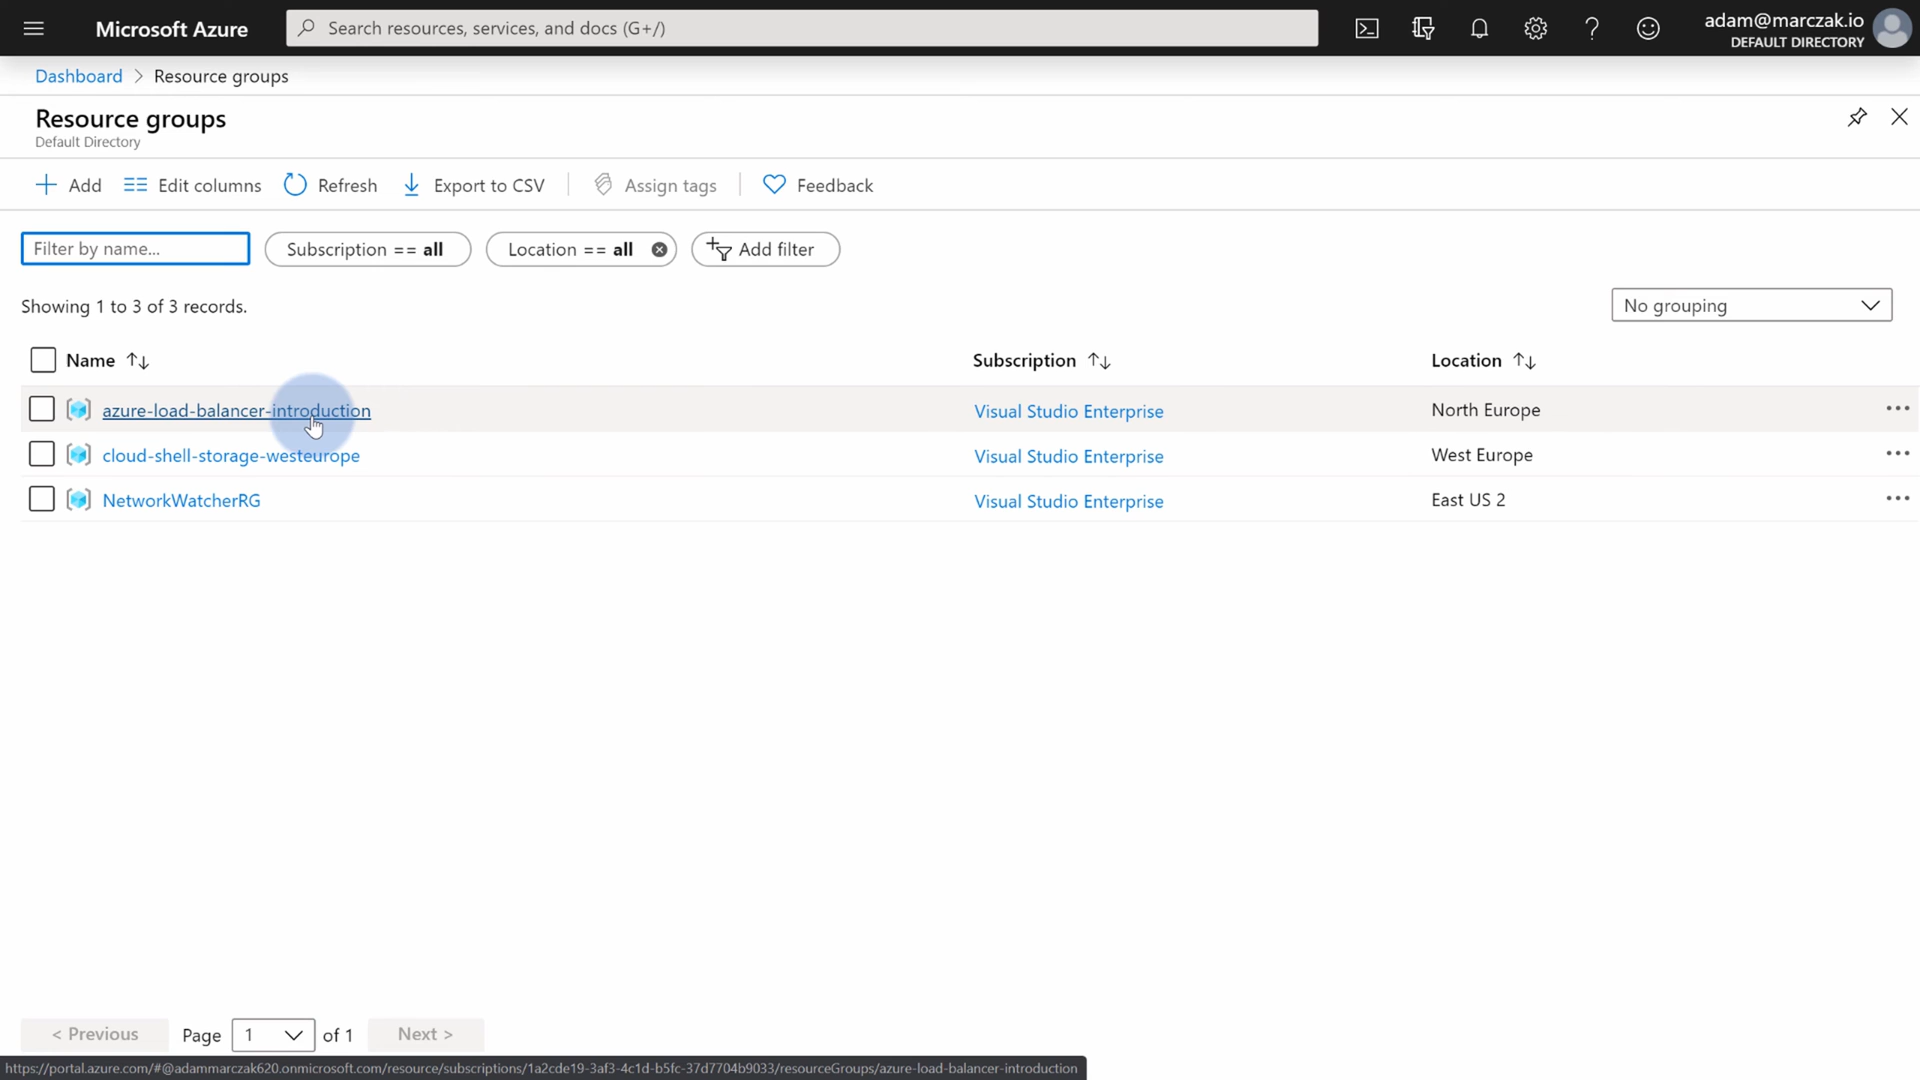 Microsoft Azure
Search resources, services, and docs (G+/)
adam@marczak.io
DEFAULT DIRECTORY
Dashboard > Resource groups
Resource groups
Default Directory
Add Edit columns Refresh Export to CSV Assign tags Feedback
Filter by name... Subscription == all Location == all Add filter
Showing 1 to 3 of 3 records. No grouping
Name Subscription Location
azure-load-balancer-introduction Visual Studio Enterprise North Europe
cloud-shell-storage-westeurope Visual Studio Enterprise West Europe
NetworkWatcherRG Visual Studio Enterprise East US 2
< Previous Page 1 of 1 Next >
https://portal.azure.com/#@adammarczak620.onmicrosoft.com/resource/subscriptions/1a2cde19-3af3-4c1d-b5fc-37d7704b9033/resourceGroups/azure-load-balancer-introduction